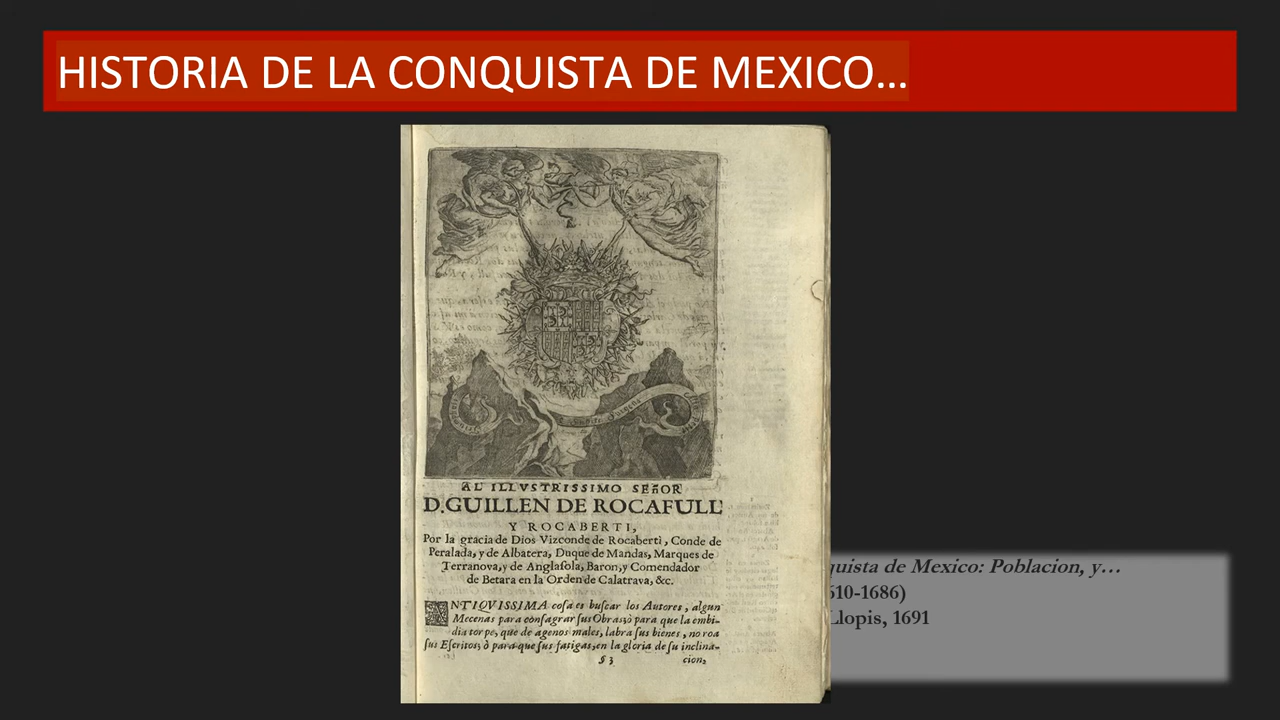 HISTORIA DE LA CONQUISTA DE MEXICO...
AL ILLVSTRISSIMO SEÑOR
D.GUILLEN DE ROCAFULL
Y ROCABERTI,
Por la gracia de Dios Vizconde de Rocaberti, Conde de
Peralada, y de Albatera, Duque de Mandas, Marques de
Terranova, y de Anglasola, Baron, y Comendador
de Betara en la Orden de Calatrava, &c.
ANTIQVISSIMA cosa es buscar los Autores, algun
Mecenas para consagrar sus Obras; ò para que la embi-
dia torpe, que de agenos males, labra sus bienes, no roa
sus Escritos; ò para que sus fatigas, en la gloria de su inclina-
§ 3 cion,
quista de Mexico: Poblacion, y...
610-1686)
Llopis, 1691